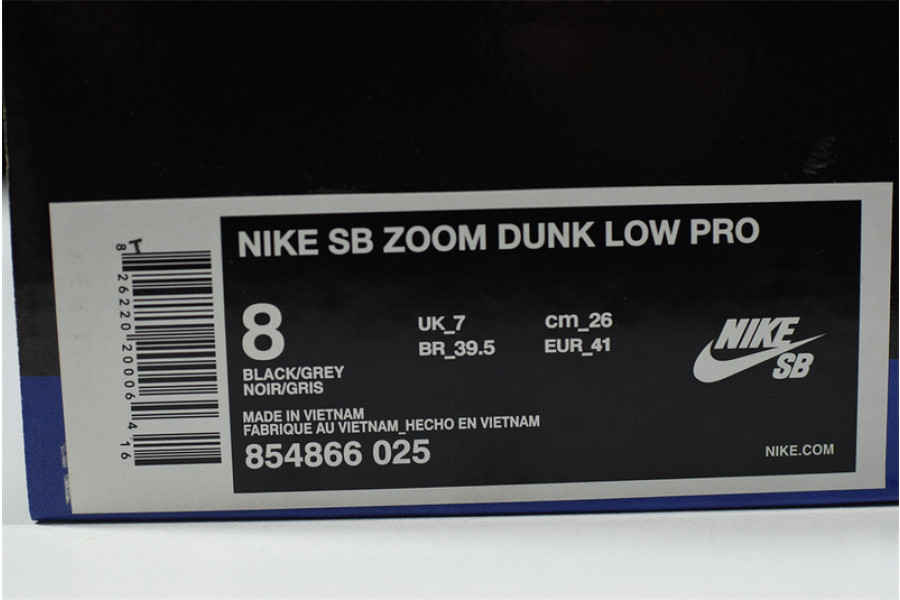 NIKE SB ZOOM DUNK LOW PRO
8
UK_7 cm_26
BR_39.5 EUR_41
BLACK/GREY
NOIR/GRIS
MADE IN VIETNAM
FABRIQUE AU VIETNAM_HECHO EN VIETNAM
854866 025
NIKE
SB
NIKE.COM
T
8 26220 20006 4 16